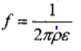 f = 1 / 2πρε